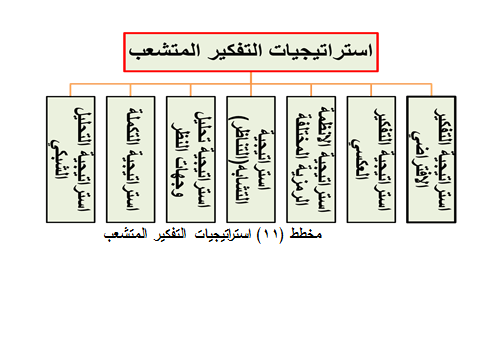 استراتيجيات التفكير المتشعب
استراتيجية التفكير
الافتراضي
استراتيجية التفكير
العكسي
استراتيجية الانظمة
الرمزية المختلفة
استراتيجية
التشابه(التناظر)
استراتيجية تحليل
وجهات النظر
استراتيجية التكملة
استراتيجية التحليل
الشبكي
مخطط (١١) استراتيجيات التفكير المتشعب